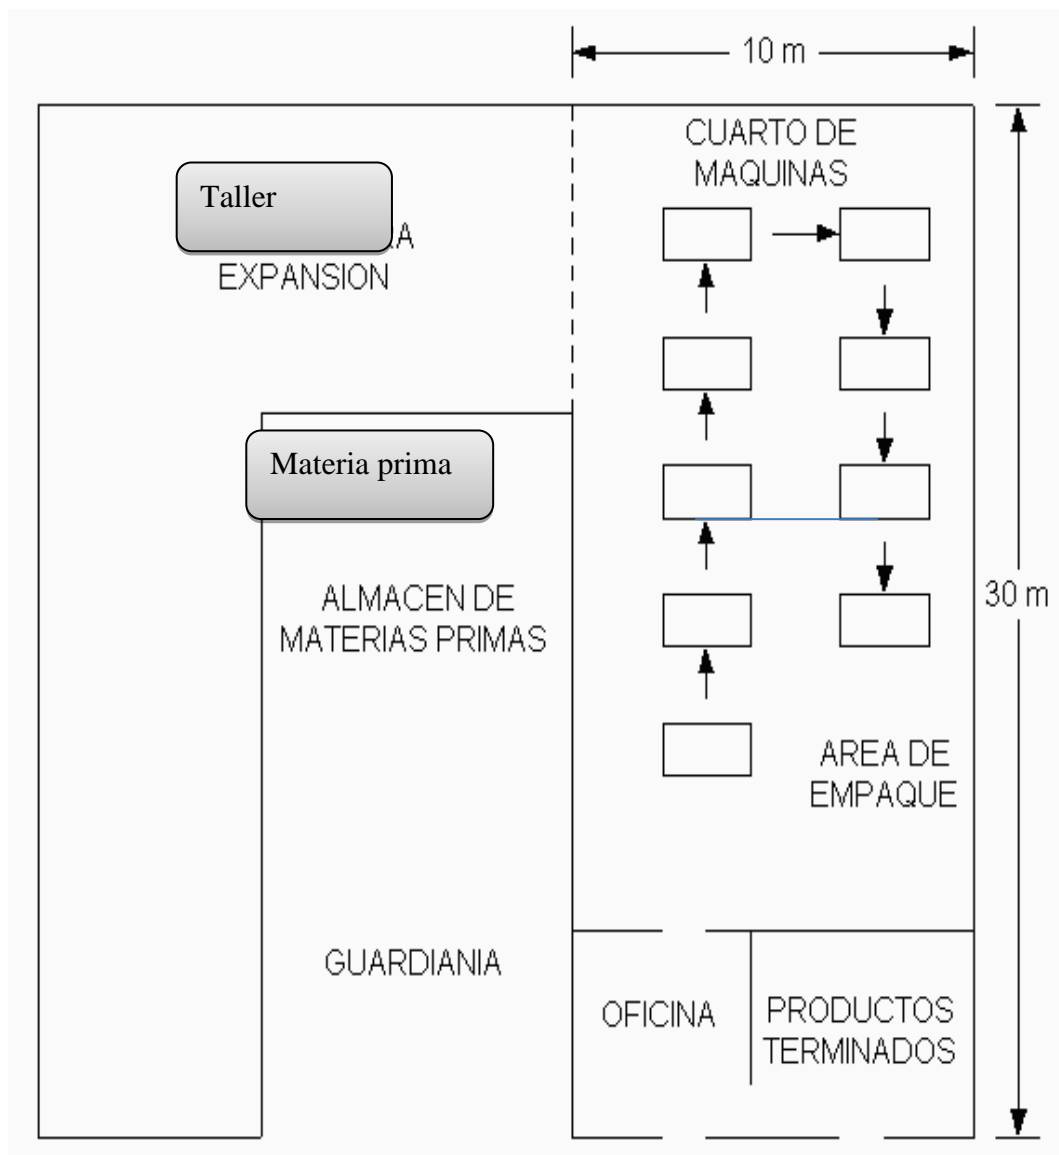 10 m
CUARTO DE
MAQUINAS
Taller
EXPANSION
Materia prima
ALMACEN DE
MATERIAS PRIMAS
30 m
AREA DE
EMPAQUE
GUARDIANIA
OFICINA
PRODUCTOS
TERMINADOS